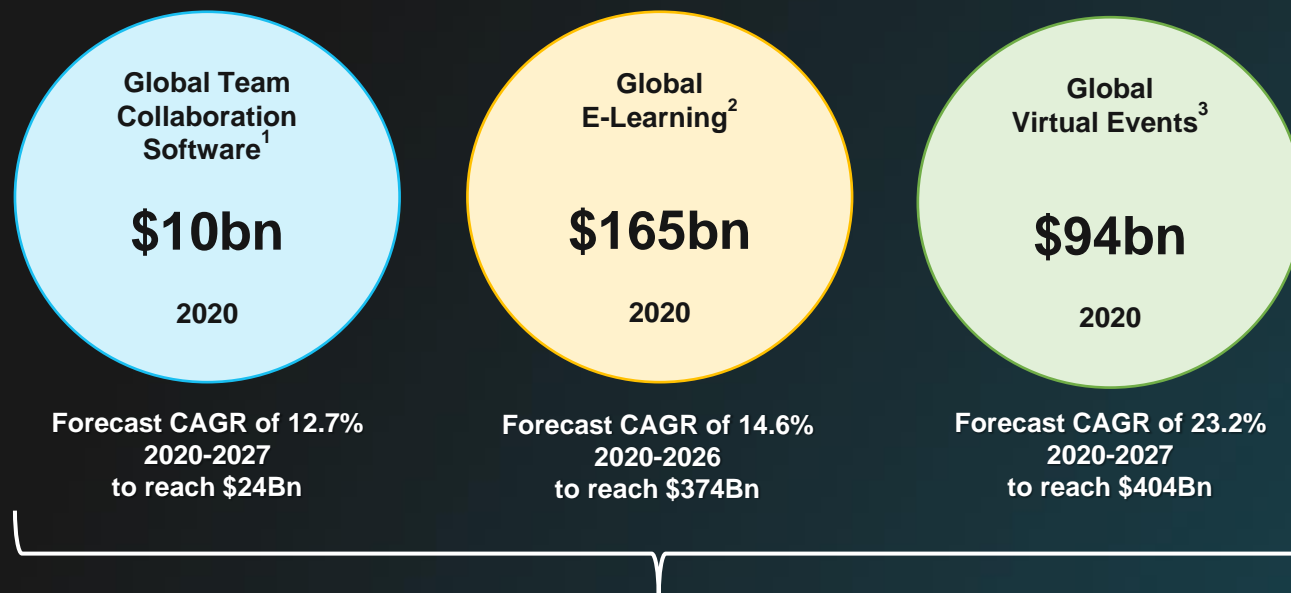 Global Team
Collaboration
Software1
$10bn
2020
Forecast CAGR of 12.7%
2020-2027
to reach $24Bn
Global
E-Learning2
$165bn
2020
Forecast CAGR of 14.6%
2020-2026
to reach $374Bn
Global
Virtual Events3
$94bn
2020
Forecast CAGR of 23.2%
2020-2027
to reach $404Bn